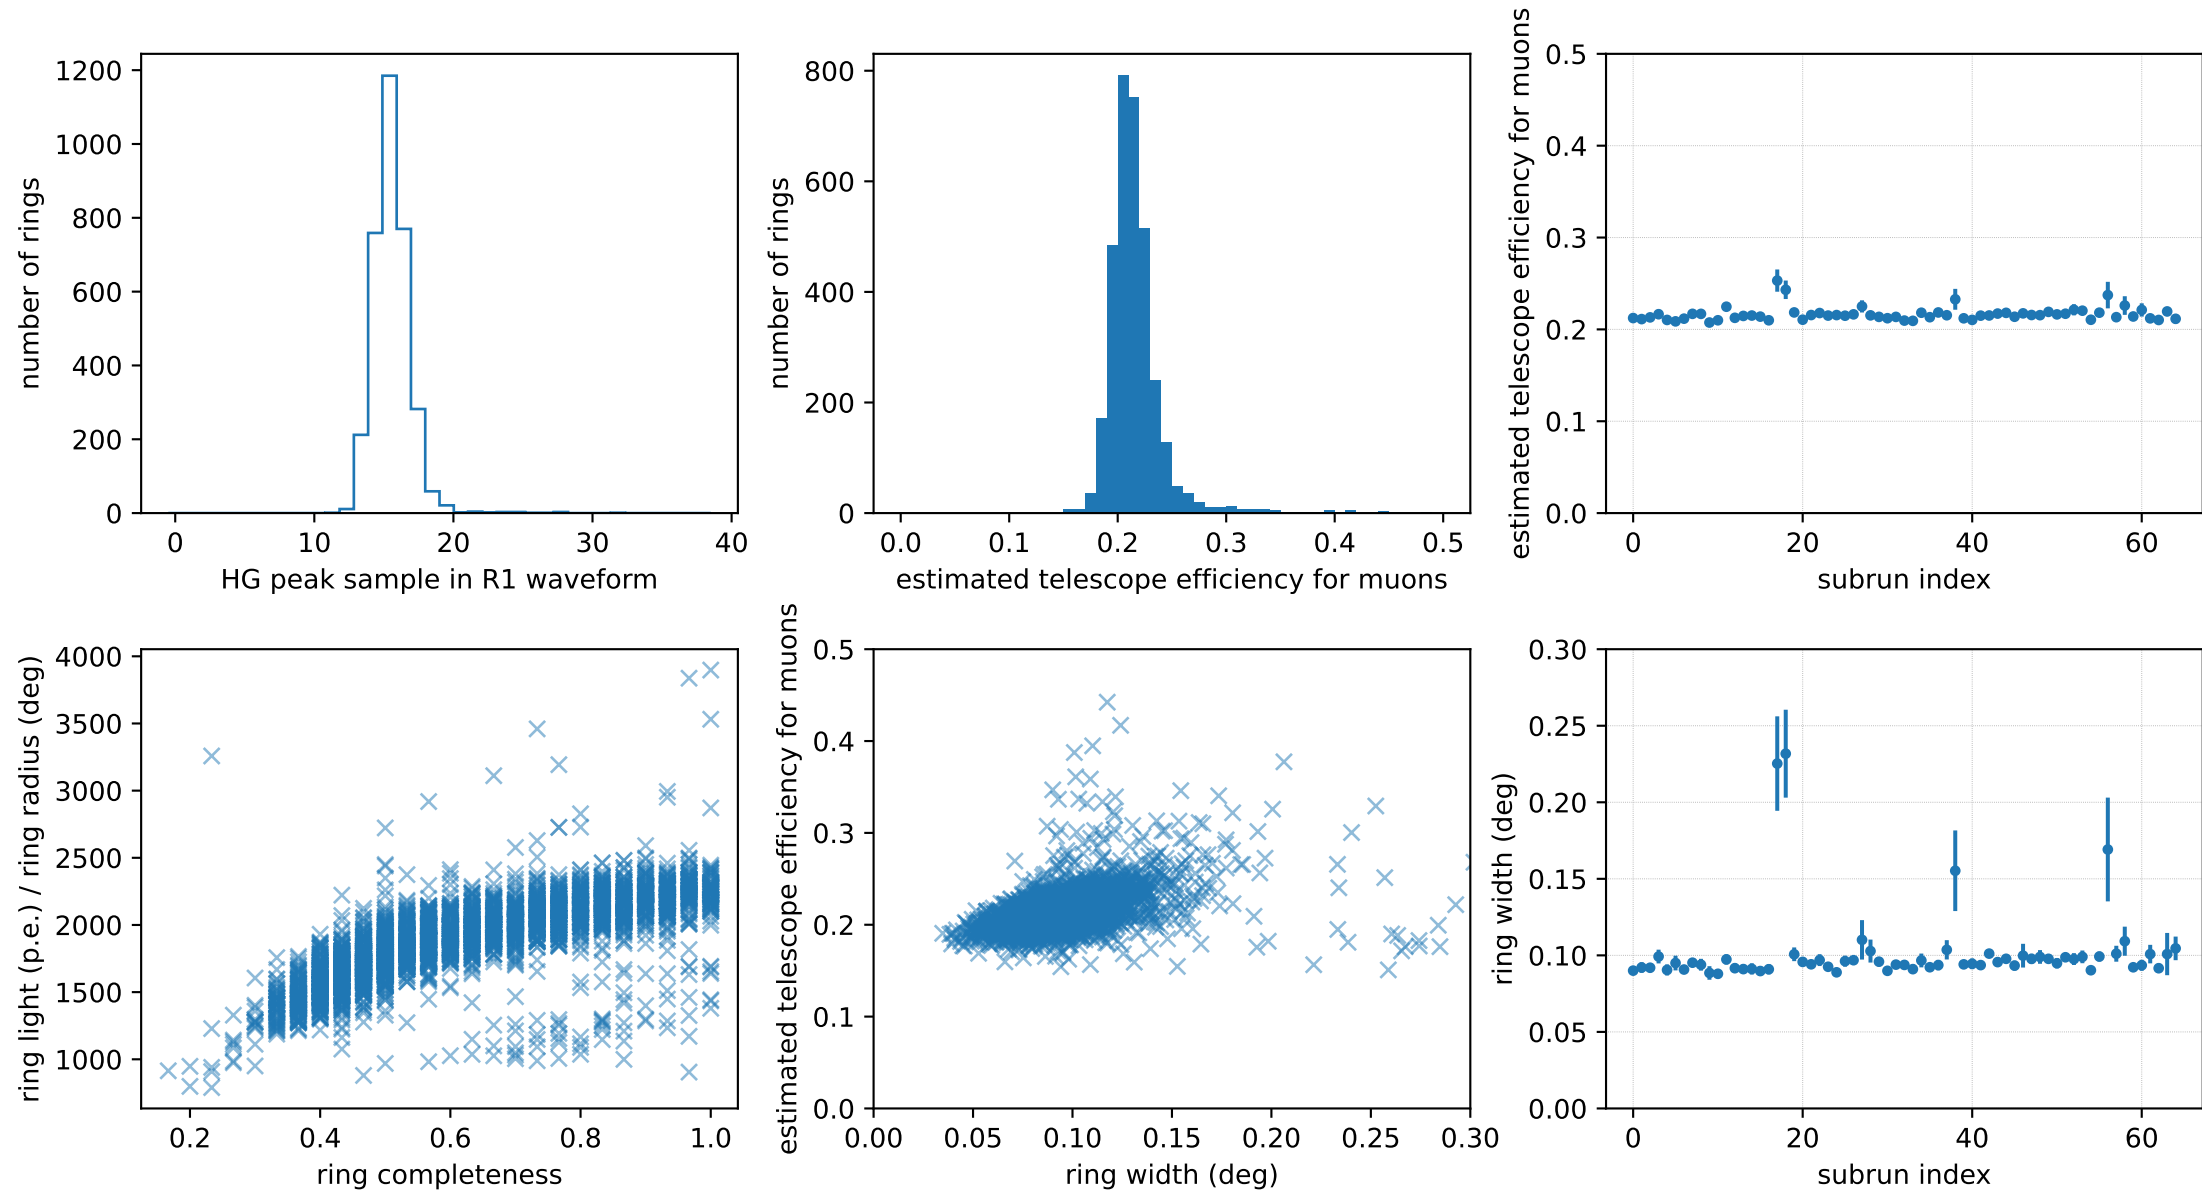 number of rings
1200
1000
800
600
400
200
0
0 10 20 30 40
HG peak sample in R1 waveform
number of rings
800
600
400
200
0
0.0 0.1 0.2 0.3 0.4 0.5
estimated telescope efficiency for muons
estimated telescope efficiency for muons
0.5
0.4
0.3
0.2
0.1
0.0
0 20 40 60
subrun index
ring light (p.e.) / ring radius (deg)
4000
3500
3000
2500
2000
1500
1000
0.2 0.4 0.6 0.8 1.0
ring completeness
estimated telescope efficiency for muons
0.5
0.4
0.3
0.2
0.1
0.0
0.00 0.05 0.10 0.15 0.20 0.25 0.30
ring width (deg)
ring width (deg)
0.30
0.25
0.20
0.15
0.10
0.05
0.00
0 20 40 60
subrun index